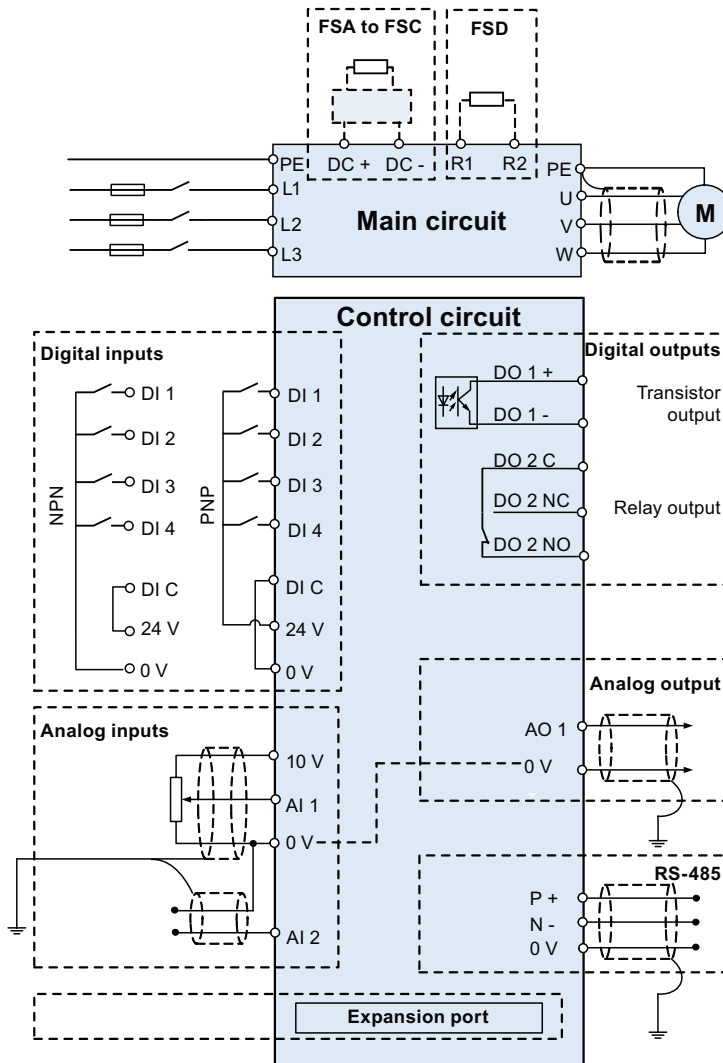 FSA to FSC
FSD
PE
DC +
DC -
R1
R2
PE
L1
L2
L3
Main circuit
U
V
W
M
Control circuit
Digital inputs
NPN
DI 1
DI 2
DI 3
DI 4
DI C
24 V
0 V
PNP
DI 1
DI 2
DI 3
DI 4
DI C
24 V
0 V
Digital outputs
DO 1 +
DO 1 -
Transistor
output
DO 2 C
DO 2 NC
DO 2 NO
Relay output
Analog inputs
10 V
AI 1
0 V
AI 2
Analog output
AO 1
0 V
RS-485
P +
N -
0 V
Expansion port